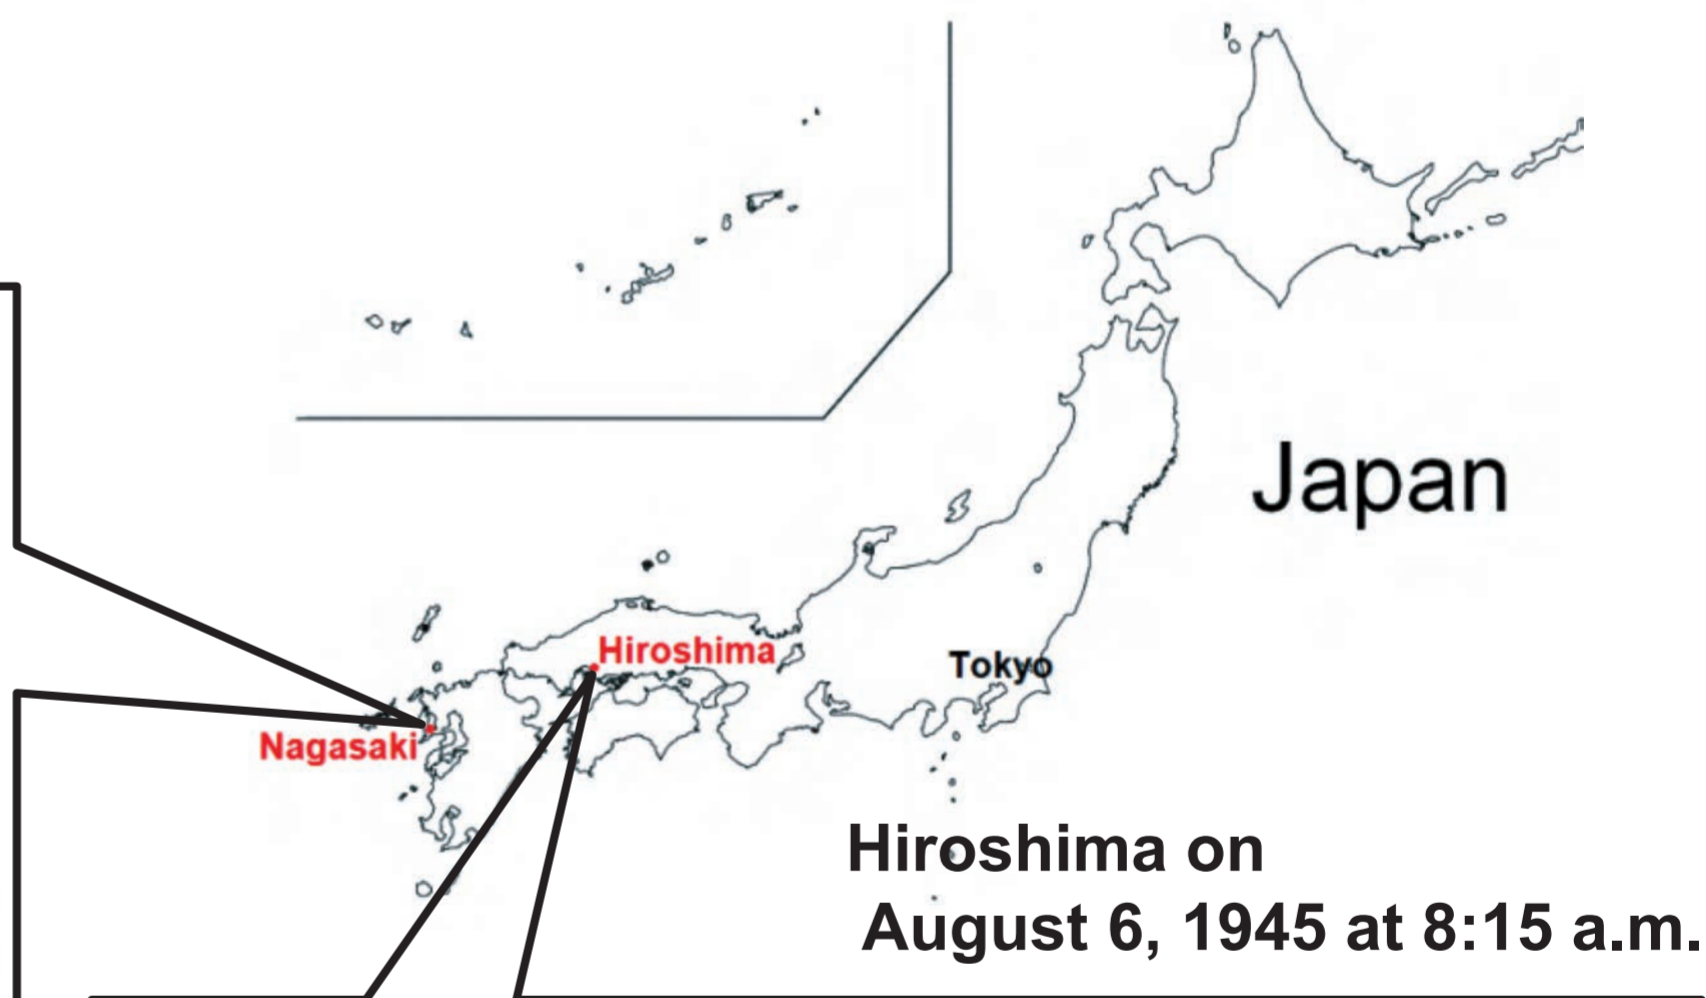 Japan
Hiroshima
Tokyo
Nagasaki
Hiroshima on
August 6, 1945 at 8:15 a.m.